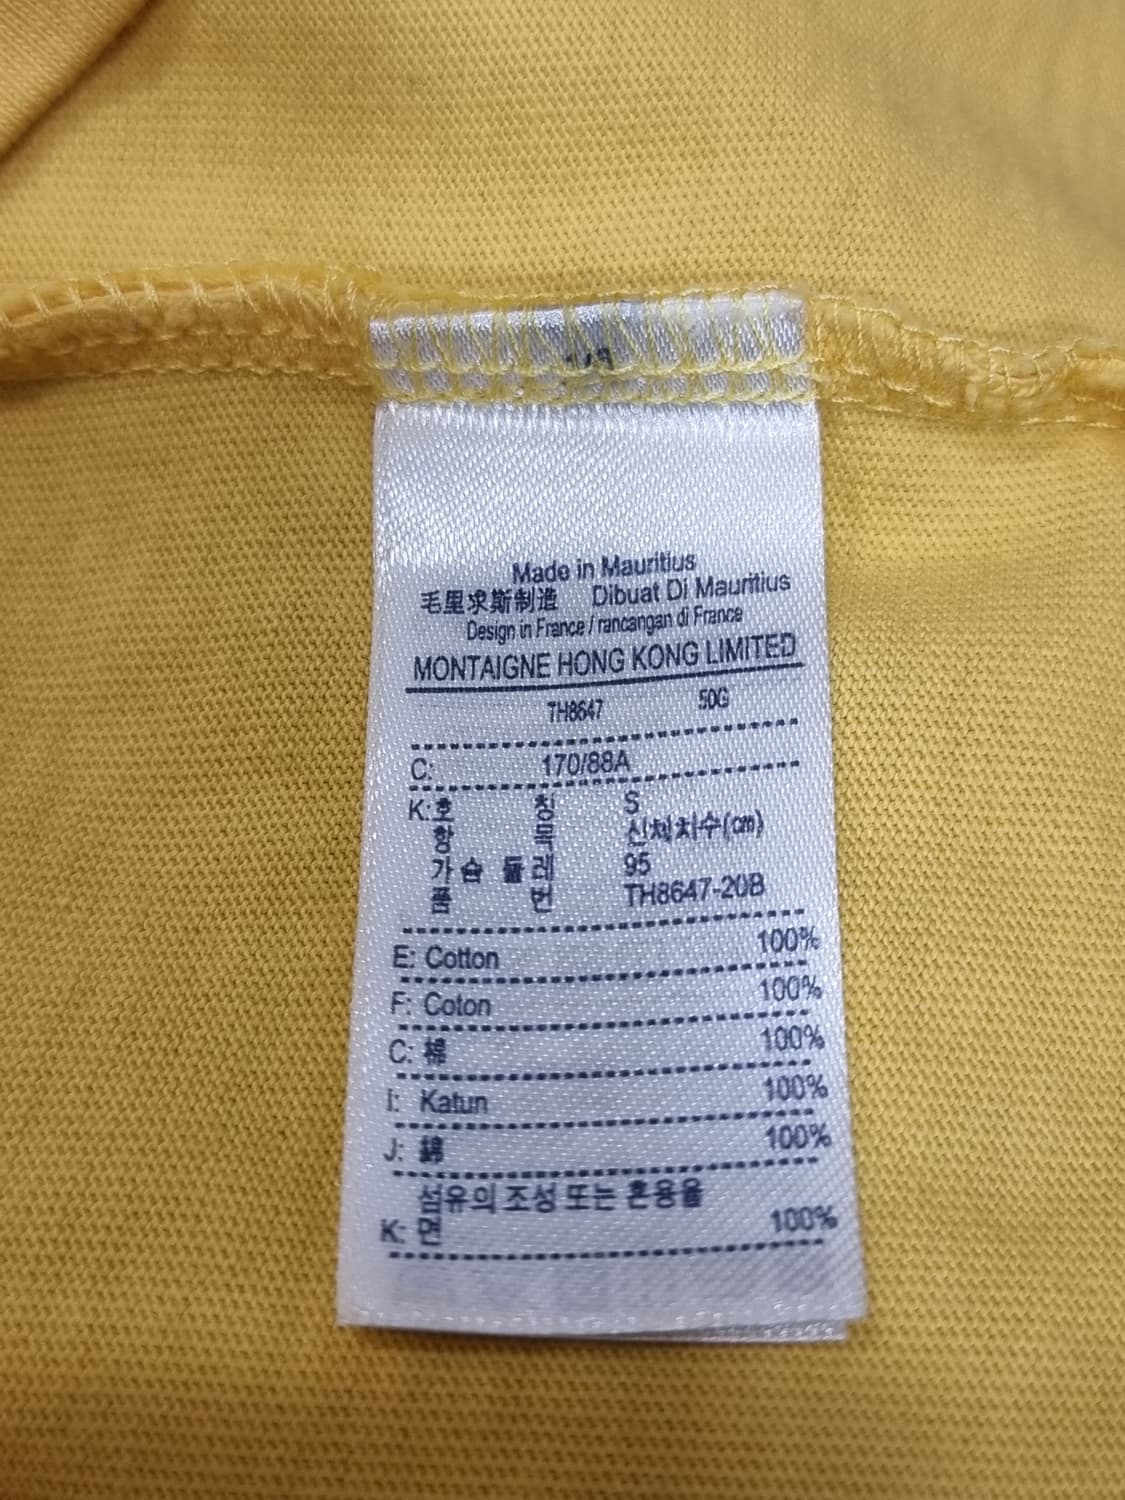 Made in Mauritius
毛里求斯制造 Dibuat Di Mauritius
Design in France / rancangan di France
MONTAIGNE HONG KONG LIMITED
TH8647 50G
C: 170/88A
K: 호 칭 S
항 목 신체치수(cm)
가 슴 둘 레 95
품 번 TH8647-20B
E: Cotton 100%
F: Coton 100%
C: 棉 100%
I: Katun 100%
J: 綿 100%
섬유의 조성 또는 혼용율
K: 면 100%